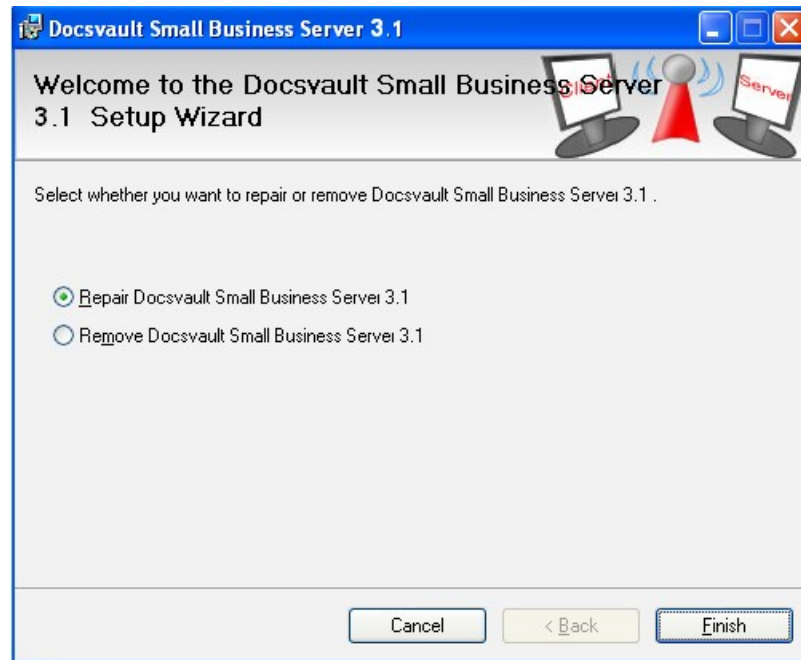 Docsvault Small Business Server 3.1
Welcome to the Docsvault Small Business Server
3.1 Setup Wizard
Client
Server
Select whether you want to repair or remove Docsvault Small Business Server 3.1 .
Repair Docsvault Small Business Server 3.1
Remove Docsvault Small Business Server 3.1
Cancel
< Back
Finish